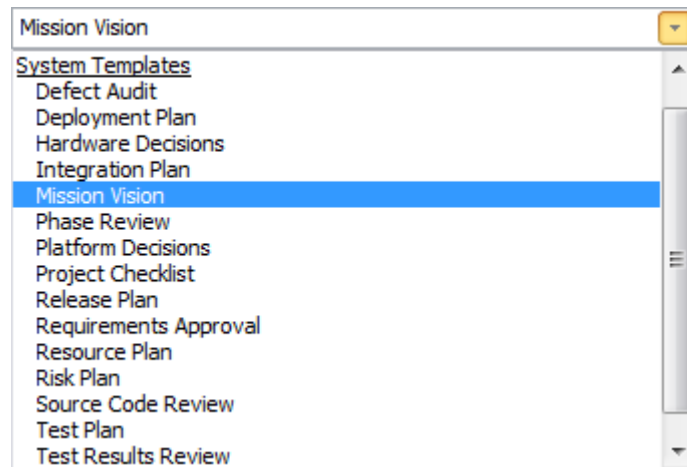 Mission Vision
System Templates
Defect Audit
Deployment Plan
Hardware Decisions
Integration Plan
Mission Vision
Phase Review
Platform Decisions
Project Checklist
Release Plan
Requirements Approval
Resource Plan
Risk Plan
Source Code Review
Test Plan
Test Results Review